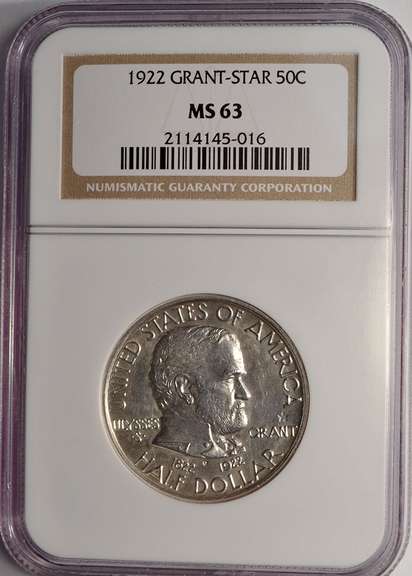 1922 GRANT-STAR 50C
MS 63
2114145-016
NUMISMATIC GUARANTY CORPORATION
UNITED STATES OF AMERICA
ULYSSES S. GRANT
1822 1922
HALF DOLLAR